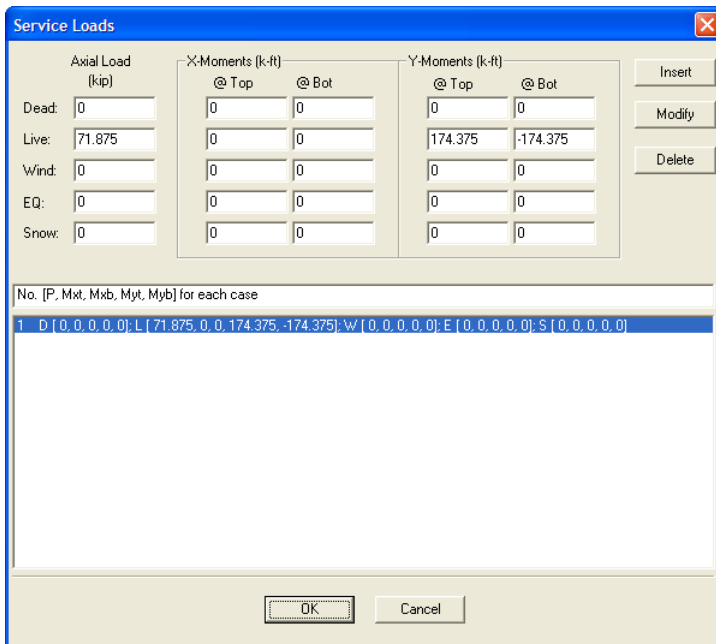 Service Loads
Axial Load
(kip)
X-Moments (k-ft)
@ Top @ Bot
Y-Moments (k-ft)
@ Top @ Bot
Insert
Modify
Delete
Dead: 0 0 0 0 0
Live: 71.875 0 0 174.375 -174.375
Wind: 0 0 0 0 0
EQ: 0 0 0 0 0
Snow: 0 0 0 0 0
No. [P, Mxt, Mxb, Myt, Myb] for each case
1 D [ 0, 0, 0, 0, 0]; L [ 71.875, 0, 0, 174.375, -174.375]; W [ 0, 0, 0, 0, 0]; E [ 0, 0, 0, 0, 0]; S [ 0, 0, 0, 0, 0]
OK Cancel